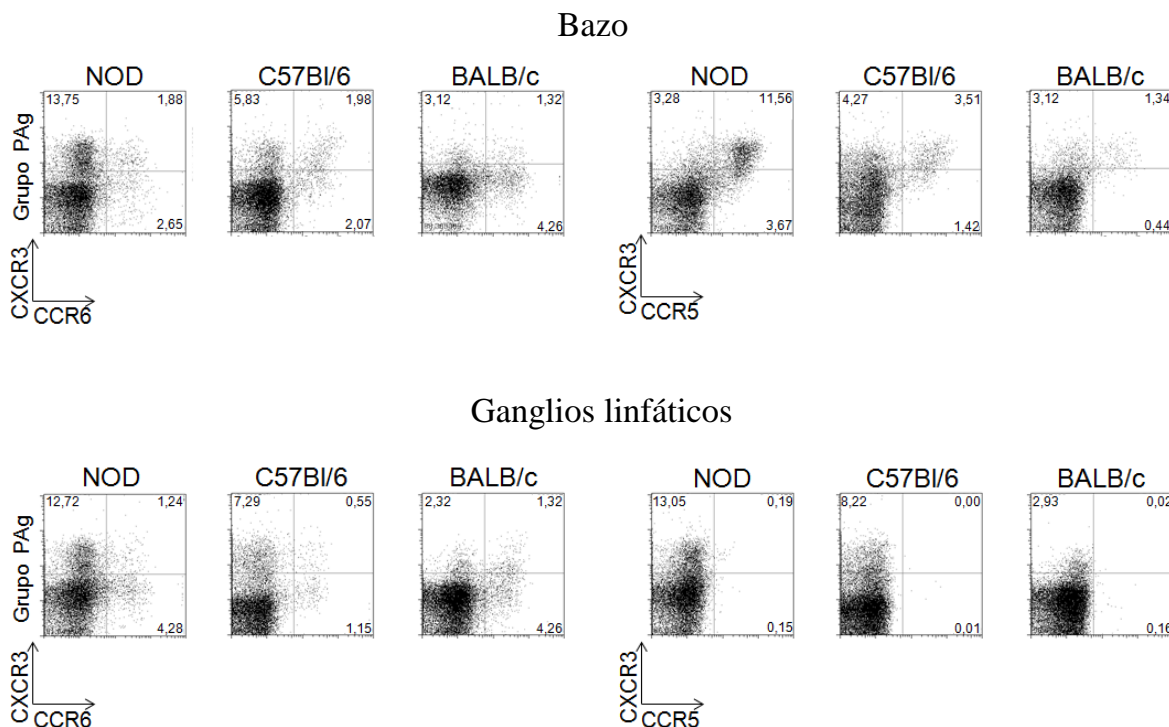 Bazo
NOD C57Bl/6 BALB/c NOD C57Bl/6 BALB/c
13,75 1,88 5,83 1,98 3,12 1,32 3,28 11,56 4,27 3,51 3,12 1,34
Grupo PAg
2,65 2,07 4,26 3,67 1,42 0,44
CXCR3 CXCR3
CCR6 CCR5
Ganglios linfáticos
NOD C57Bl/6 BALB/c NOD C57Bl/6 BALB/c
12,72 1,24 7,29 0,55 2,32 1,32 13,05 0,19 8,22 0,00 2,93 0,02
Grupo PAg
4,28 1,15 4,26 0,15 0,01 0,16
CXCR3 CXCR3
CCR6 CCR5